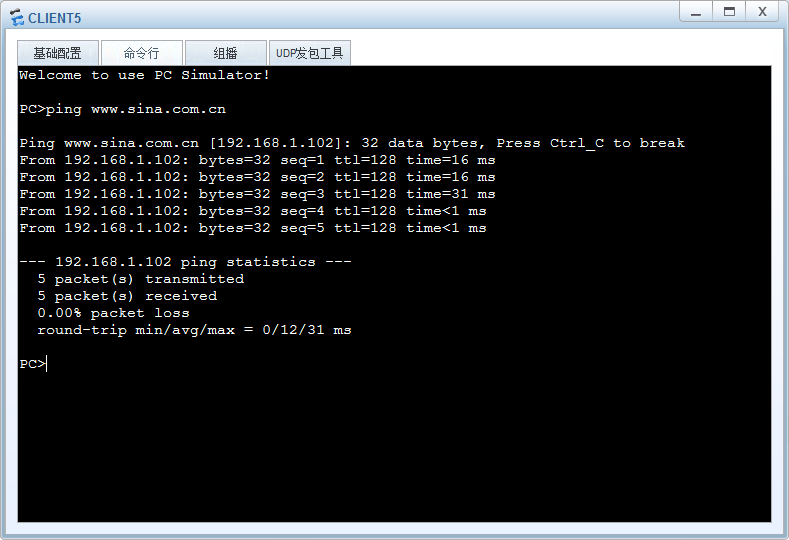 CLIENT5
基础配置 命令行 组播 UDP发包工具
Welcome to use PC Simulator!
PC>ping www.sina.com.cn
Ping www.sina.com.cn [192.168.1.102]: 32 data bytes, Press Ctrl_C to break
From 192.168.1.102: bytes=32 seq=1 ttl=128 time=16 ms
From 192.168.1.102: bytes=32 seq=2 ttl=128 time=16 ms
From 192.168.1.102: bytes=32 seq=3 ttl=128 time=31 ms
From 192.168.1.102: bytes=32 seq=4 ttl=128 time<1 ms
From 192.168.1.102: bytes=32 seq=5 ttl=128 time<1 ms
--- 192.168.1.102 ping statistics ---
5 packet(s) transmitted
5 packet(s) received
0.00% packet loss
round-trip min/avg/max = 0/12/31 ms
PC>